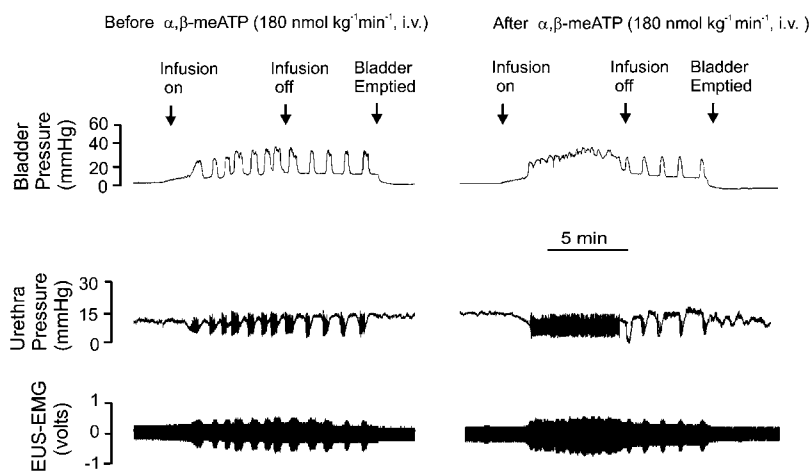 Before α,β-meATP (180 nmol kg⁻¹min⁻¹, i.v.)
After α,β-meATP (180 nmol kg⁻¹min⁻¹, i.v.)
Infusion on
Infusion off
Bladder Emptied
Infusion on
Infusion off
Bladder Emptied
Bladder Pressure (mmHg)
60
40
20
0
5 min
Urethra Pressure (mmHg)
30
15
0
EUS-EMG (volts)
1
0
-1